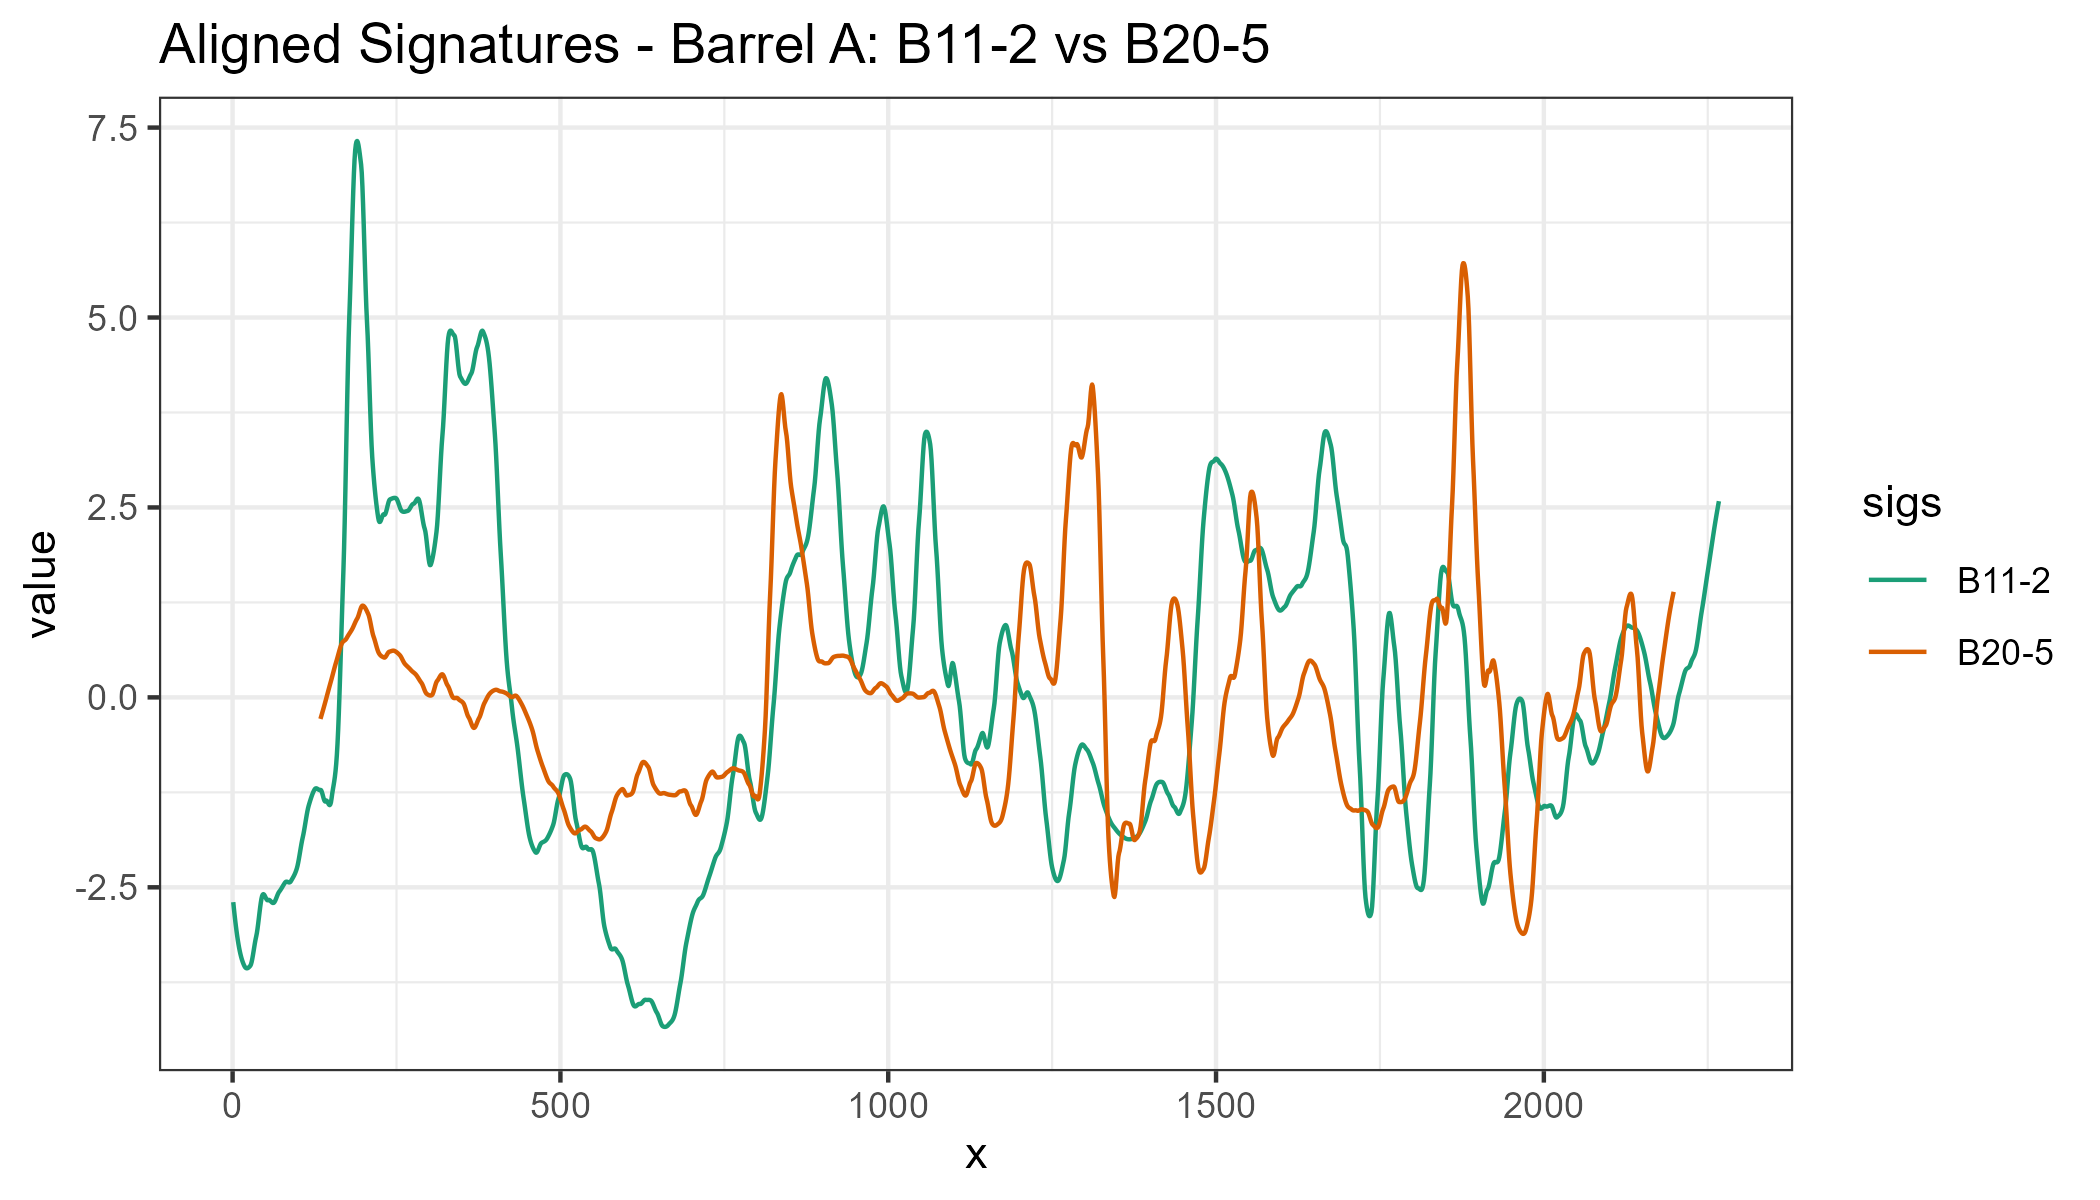 Aligned Signatures - Barrel A: B11-2 vs B20-5
7.5
5.0
2.5
0.0
-2.5
value
0 500 1000 1500 2000
x
sigs
B11-2
B20-5